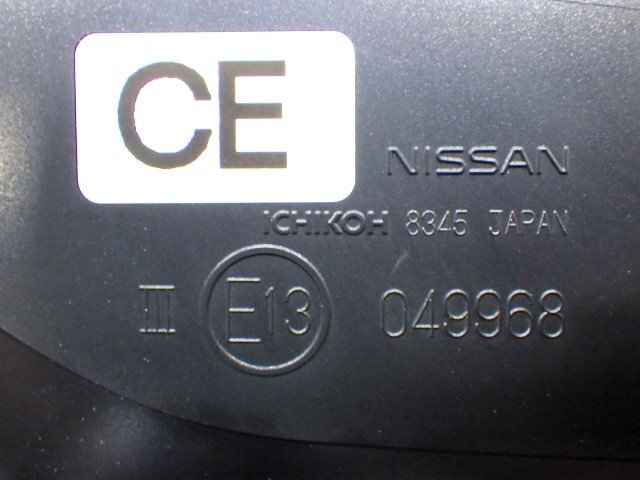 CE
NISSAN
ICHIKOH 8345 JAPAN
III E13 049968